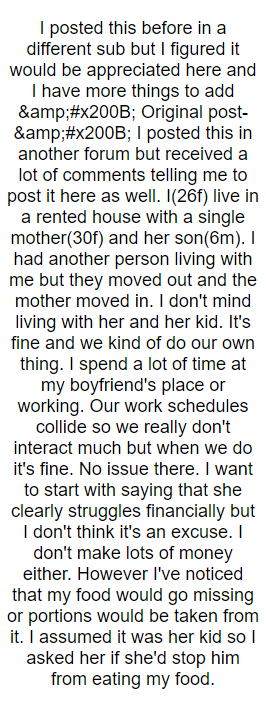 I posted this before in a
different sub but I figured it
would be appreciated here and
I have more things to add
&amp;#x200B; Original post-
&amp;#x200B; I posted this in
another forum but received a
lot of comments telling me to
post it here as well. I(26f) live in
a rented house with a single
mother(30f) and her son(6m). I
had another person living with
me but they moved out and the
mother moved in. I don't mind
living with her and her kid. It's
fine and we kind of do our own
thing. I spend a lot of time at
my boyfriend's place or
working. Our work schedules
collide so we really don't
interact much but when we do
it's fine. No issue there. I want
to start with saying that she
clearly struggles financially but
I don't think it's an excuse. I
don't make lots of money
either. However I've noticed
that my food would go missing
or portions would be taken from
it. I assumed it was her kid so I
asked her if she'd stop him
from eating my food.